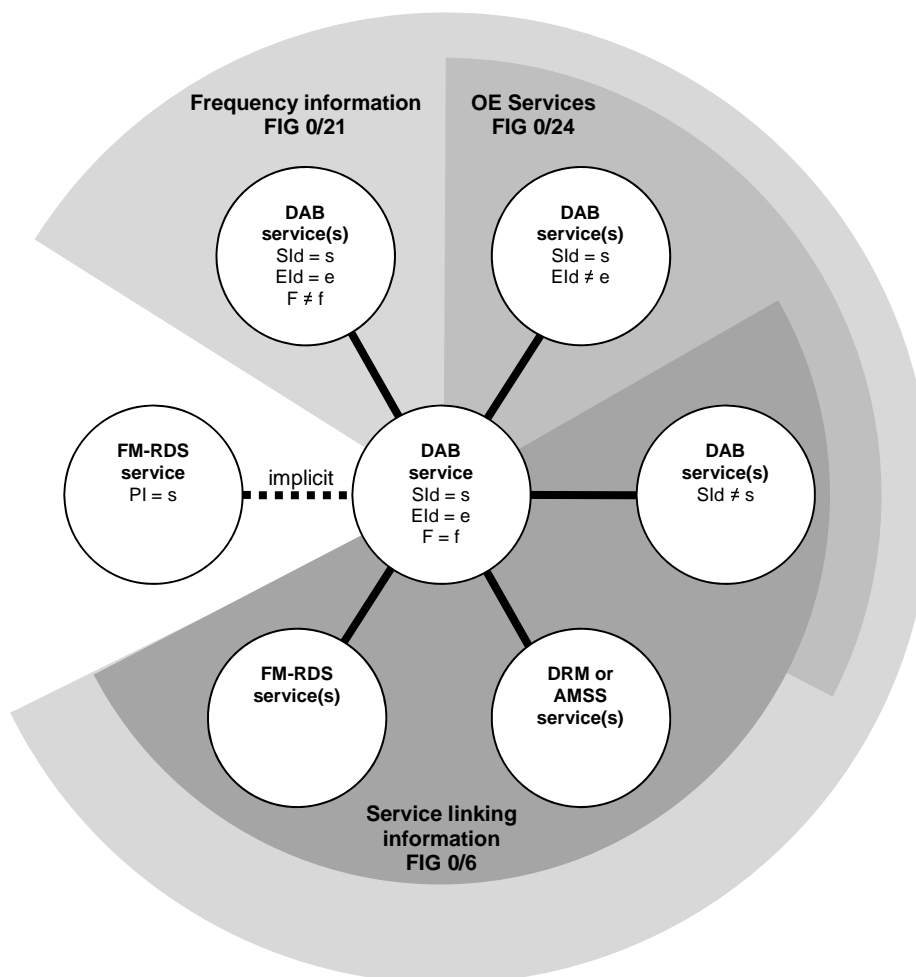 Frequency information
FIG 0/21
OE Services
FIG 0/24
DAB
service(s)
SId = s
EId = e
F ≠ f
DAB
service(s)
SId = s
EId ≠ e
FM-RDS
service
PI = s
implicit
DAB
service
SId = s
EId = e
F = f
DAB
service(s)
SId ≠ s
FM-RDS
service(s)
DRM or
AMSS
service(s)
Service linking
information
FIG 0/6